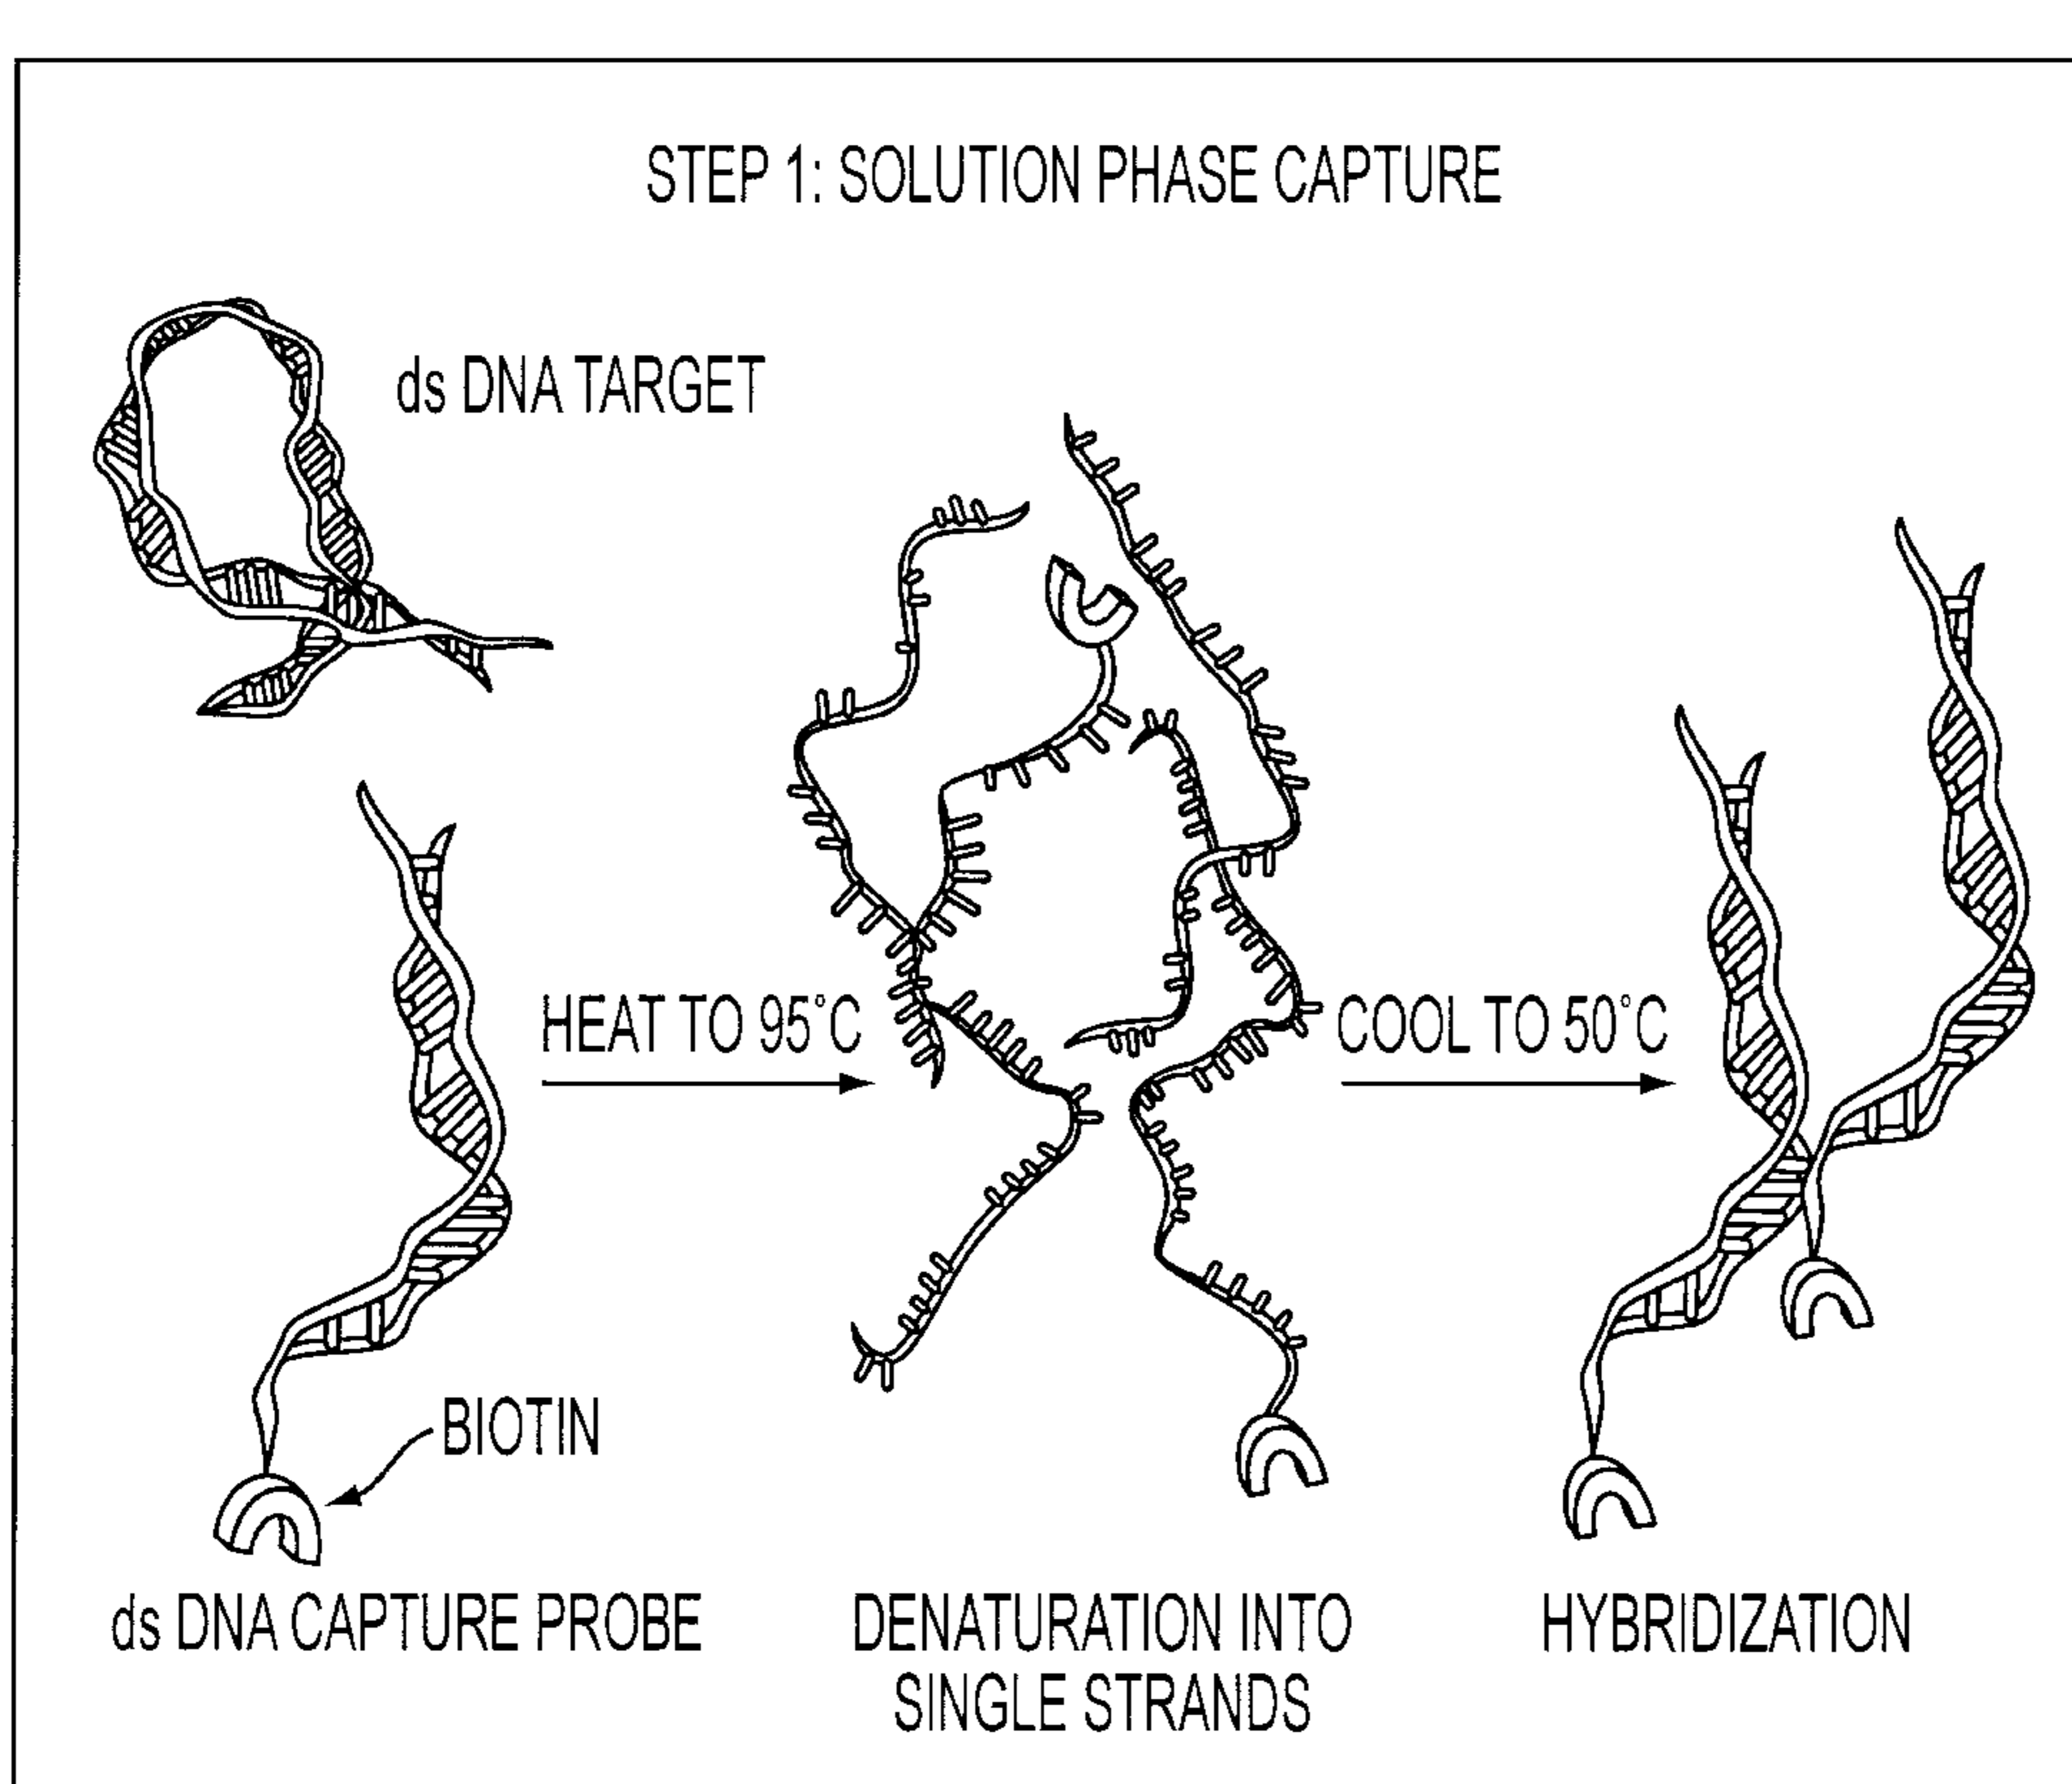 STEP 1: SOLUTION PHASE CAPTURE
ds DNA TARGET
HEAT TO 95°C
COOL TO 50°C
BIOTIN
ds DNA CAPTURE PROBE
DENATURATION INTO
SINGLE STRANDS
HYBRIDIZATION